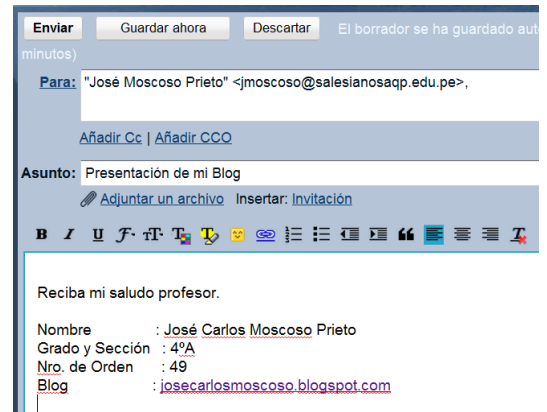 Enviar Guardar ahora Descartar El borrador se ha guardado
minutos)
Para: "José Moscoso Prieto" <jmoscoso@salesianosaqp.edu.pe>,
Añadir Cc | Añadir CCO
Asunto: Presentación de mi Blog
Adjuntar un archivo Insertar: Invitación
Reciba mi saludo profesor.
Nombre : José Carlos Moscoso Prieto
Grado y Sección : 4ºA
Nro. de Orden : 49
Blog : josecarlosmoscoso.blogspot.com